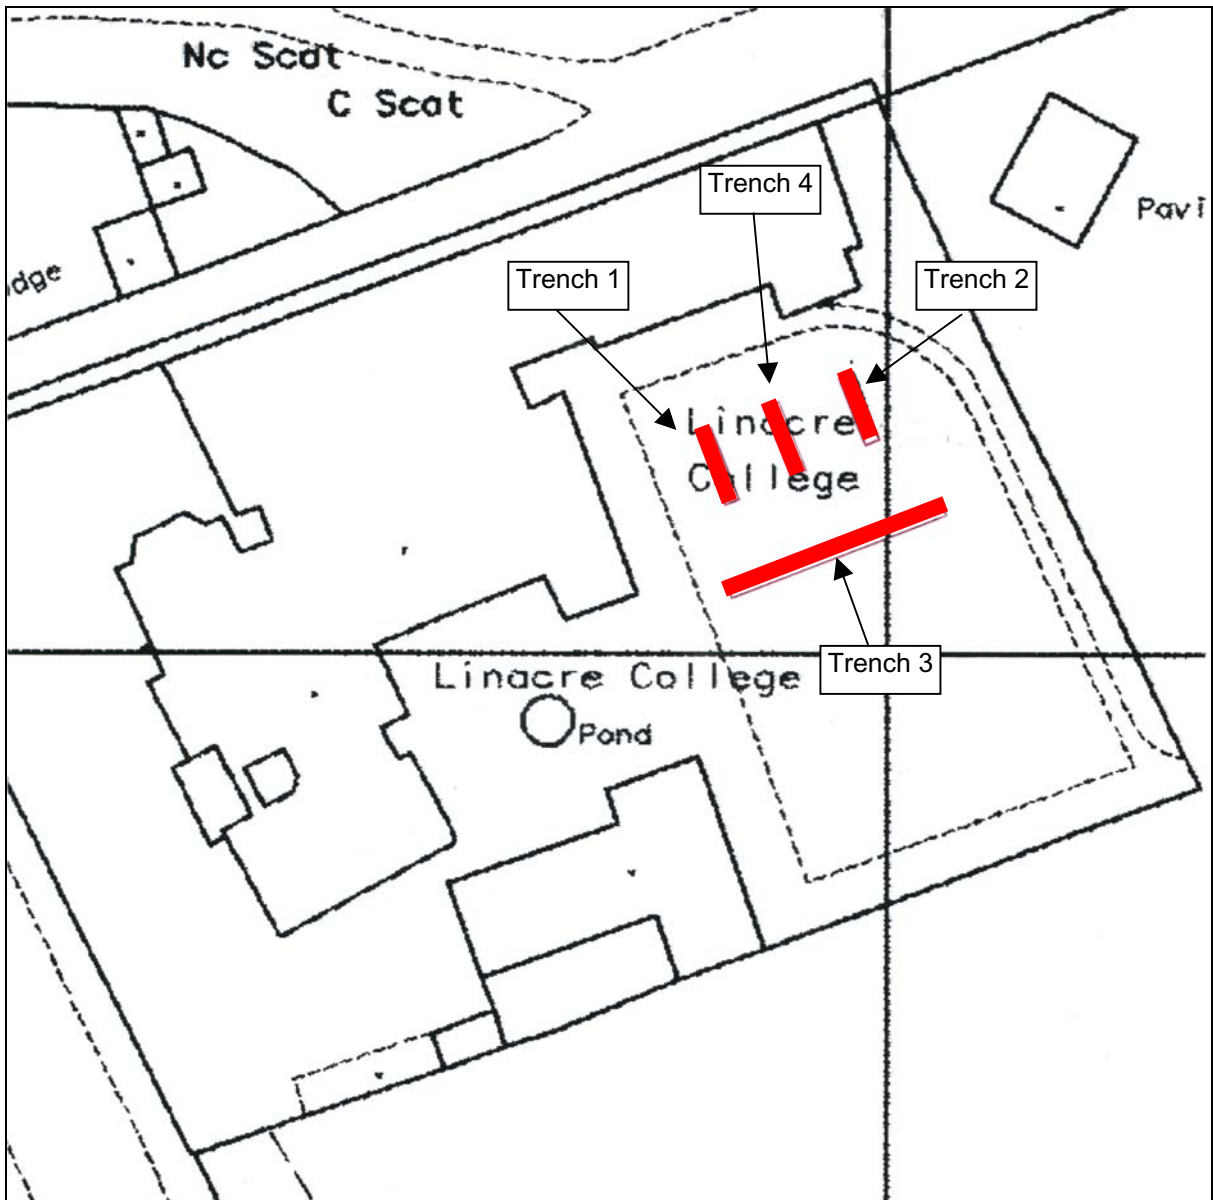 Nc Scat
C Scat
Trench 4
Pavi
Trench 1
Trench 2
dge
Linacre
College
Trench 3
Linacre College
Pond